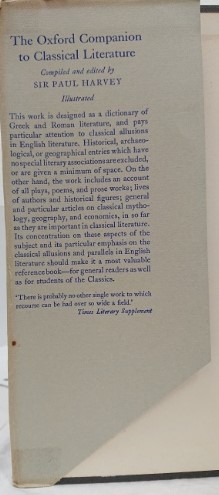 The Oxford Companion
to Classical Literature
Compiled and edited by
SIR PAUL HARVEY
Illustrated
This work is designed as a dictionary of
Greek and Roman literature, and pays
particular attention to classical allusions
in English literature. Historical, archaeo-
logical, or geographical entries which have
no special literary associations are excluded,
or are given a minimum of space. On the
other hand, the work includes an account
of all plays, poems, and prose works; lives
of authors and historical figures; general
and particular articles on classical mytho-
logy, geography, and economics, in so far
as they are important in classical literature.
Its concentration on these aspects of the
subject and its particular emphasis on the
classical allusions and parallels in English
literature should make it a most valuable
reference book—for general readers as well
as for students of the Classics.
'There is probably no other single work to which
recourse can be had over so wide a field.'
Times Literary Supplement